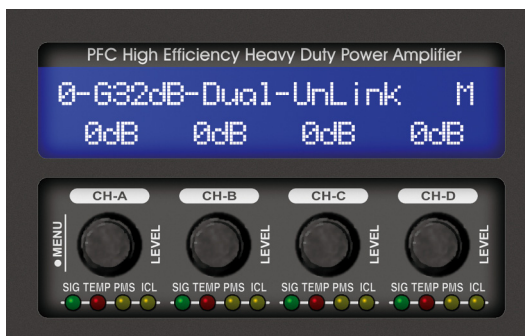 PFC High Efficiency Heavy Duty Power Amplifier
0-G32dB-Dual-UnLink M
0dB 0dB 0dB 0dB
CH-A CH-B CH-C CH-D
MENU LEVEL LEVEL LEVEL LEVEL
SIG TEMP PMS ICL SIG TEMP PMS ICL SIG TEMP PMS ICL SIG TEMP PMS ICL